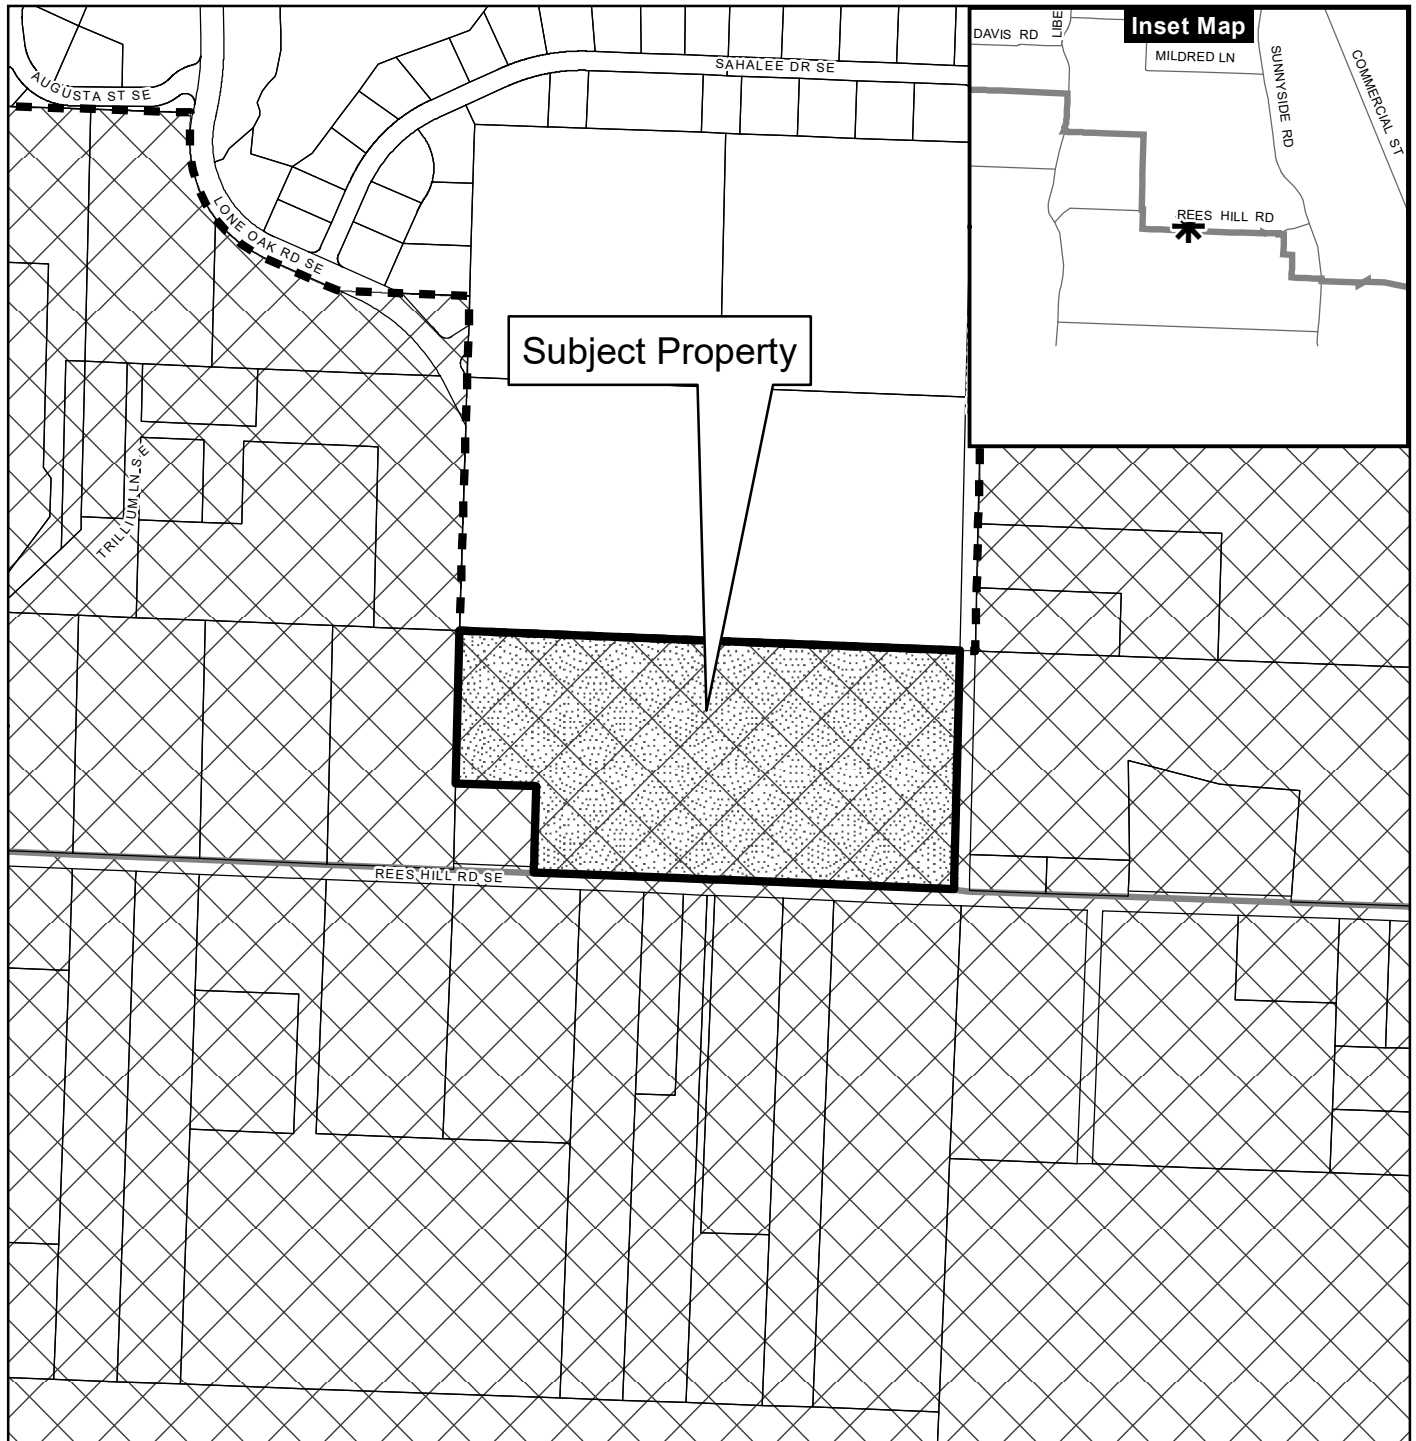 Inset Map
DAVIS RD
LIBE
MILDRED LN
SUNNYSIDE RD
COMMERCIAL ST
REES HILL RD
SAHALEE DR SE
AUGUSTA ST SE
LONE OAK RD SE
Subject Property
TRILLIUM LN SE
REES HILL RD SE